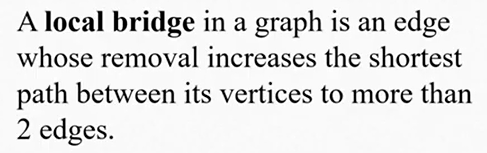 A local bridge in a graph is an edge
whose removal increases the shortest
path between its vertices to more than
2 edges.